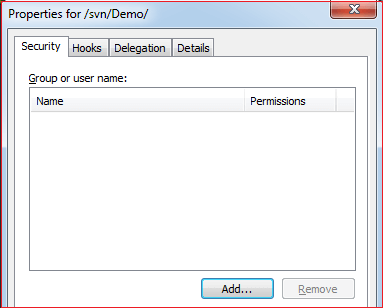 Properties for /svn/Demo/
Security Hooks Delegation Details
Group or user name:
Name Permissions
Add... Remove